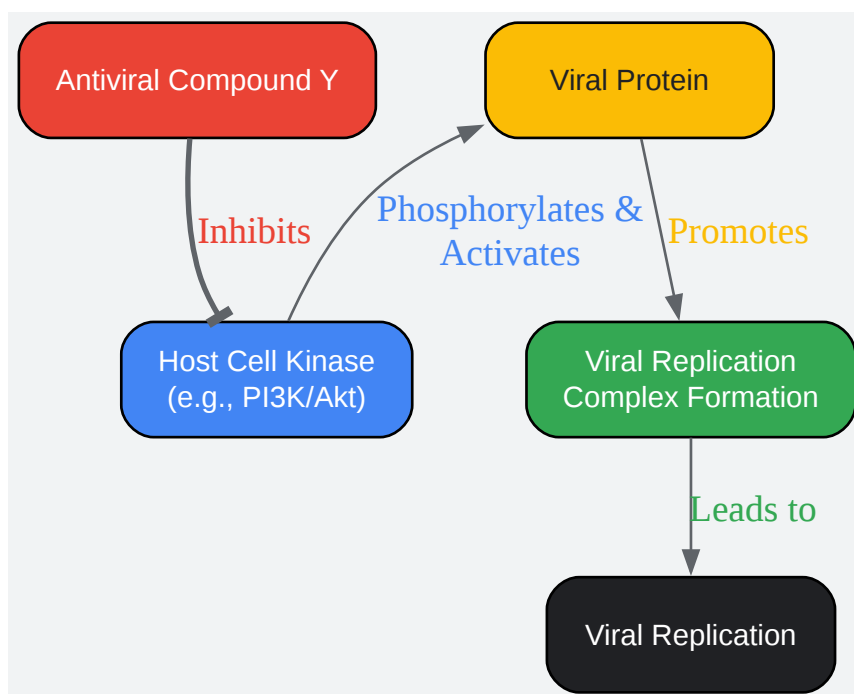 Antiviral Compound Y
Viral Protein
Inhibits
Phosphorylates &
Activates
Promotes
Host Cell Kinase
(e.g., PI3K/Akt)
Viral Replication
Complex Formation
Leads to
Viral Replication